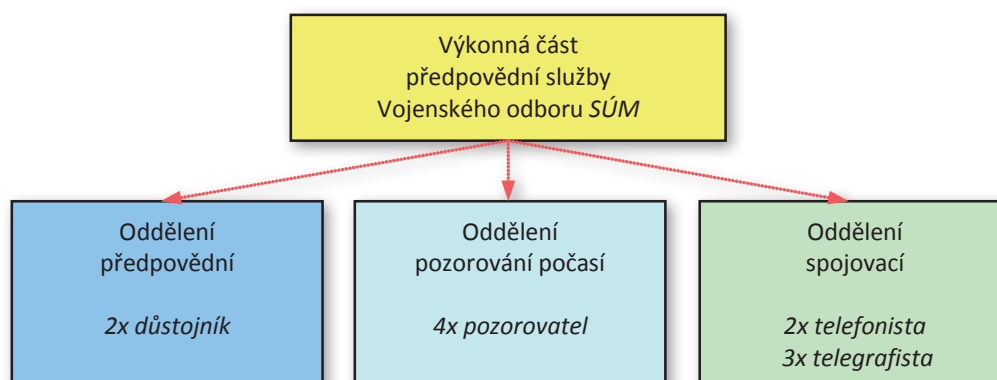 Výkonná část
předpovědní služby
Vojenského odboru SÚM
Oddělení
předpovědní
2x důstojník
Oddělení
pozorování počasí
4x pozorovatel
Oddělení
spojovací
2x telefonista
3x telegrafista